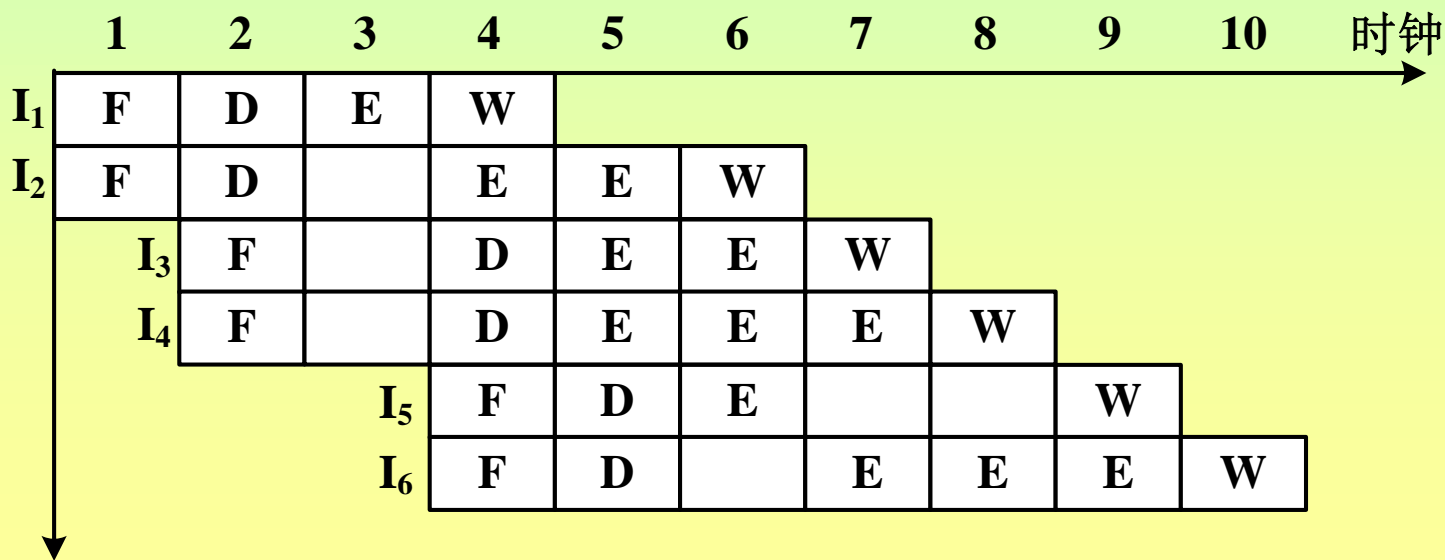 1 2 3 4 5 6 7 8 9 10 时钟
I₁ F D E W
I₂ F D E E W
I₃ F D E E W
I₄ F D E E E W
I₅ F D E W
I₆ F D E E E W